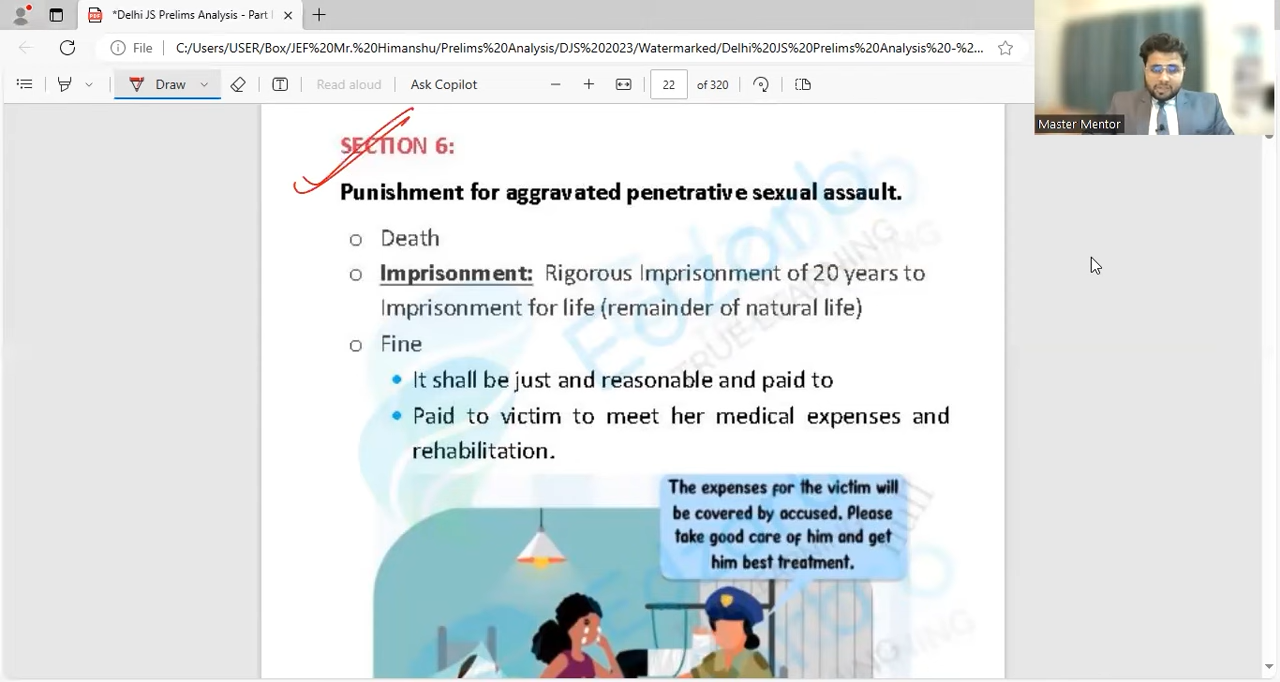 *Delhi JS Prelims Analysis - Part
File
C:/Users/USER/Box/JEF%20Mr.%20Himanshu/Prelims%20Analysis/DJS%202023/Watermarked/Delhi%20JS%20Prelims%20Analysis%20-%2...
Draw
Read aloud
Ask Copilot
22
of 320
Master Mentor
SECTION 6:
Punishment for aggravated penetrative sexual assault.
Death
Imprisonment: Rigorous Imprisonment of 20 years to
Imprisonment for life (remainder of natural life)
Fine
It shall be just and reasonable and paid to
Paid to victim to meet her medical expenses and
rehabilitation.
The expenses for the victim will
be covered by accused. Please
take good care of him and get
him best treatment.
Edzorb
TRUE LEARNING
null